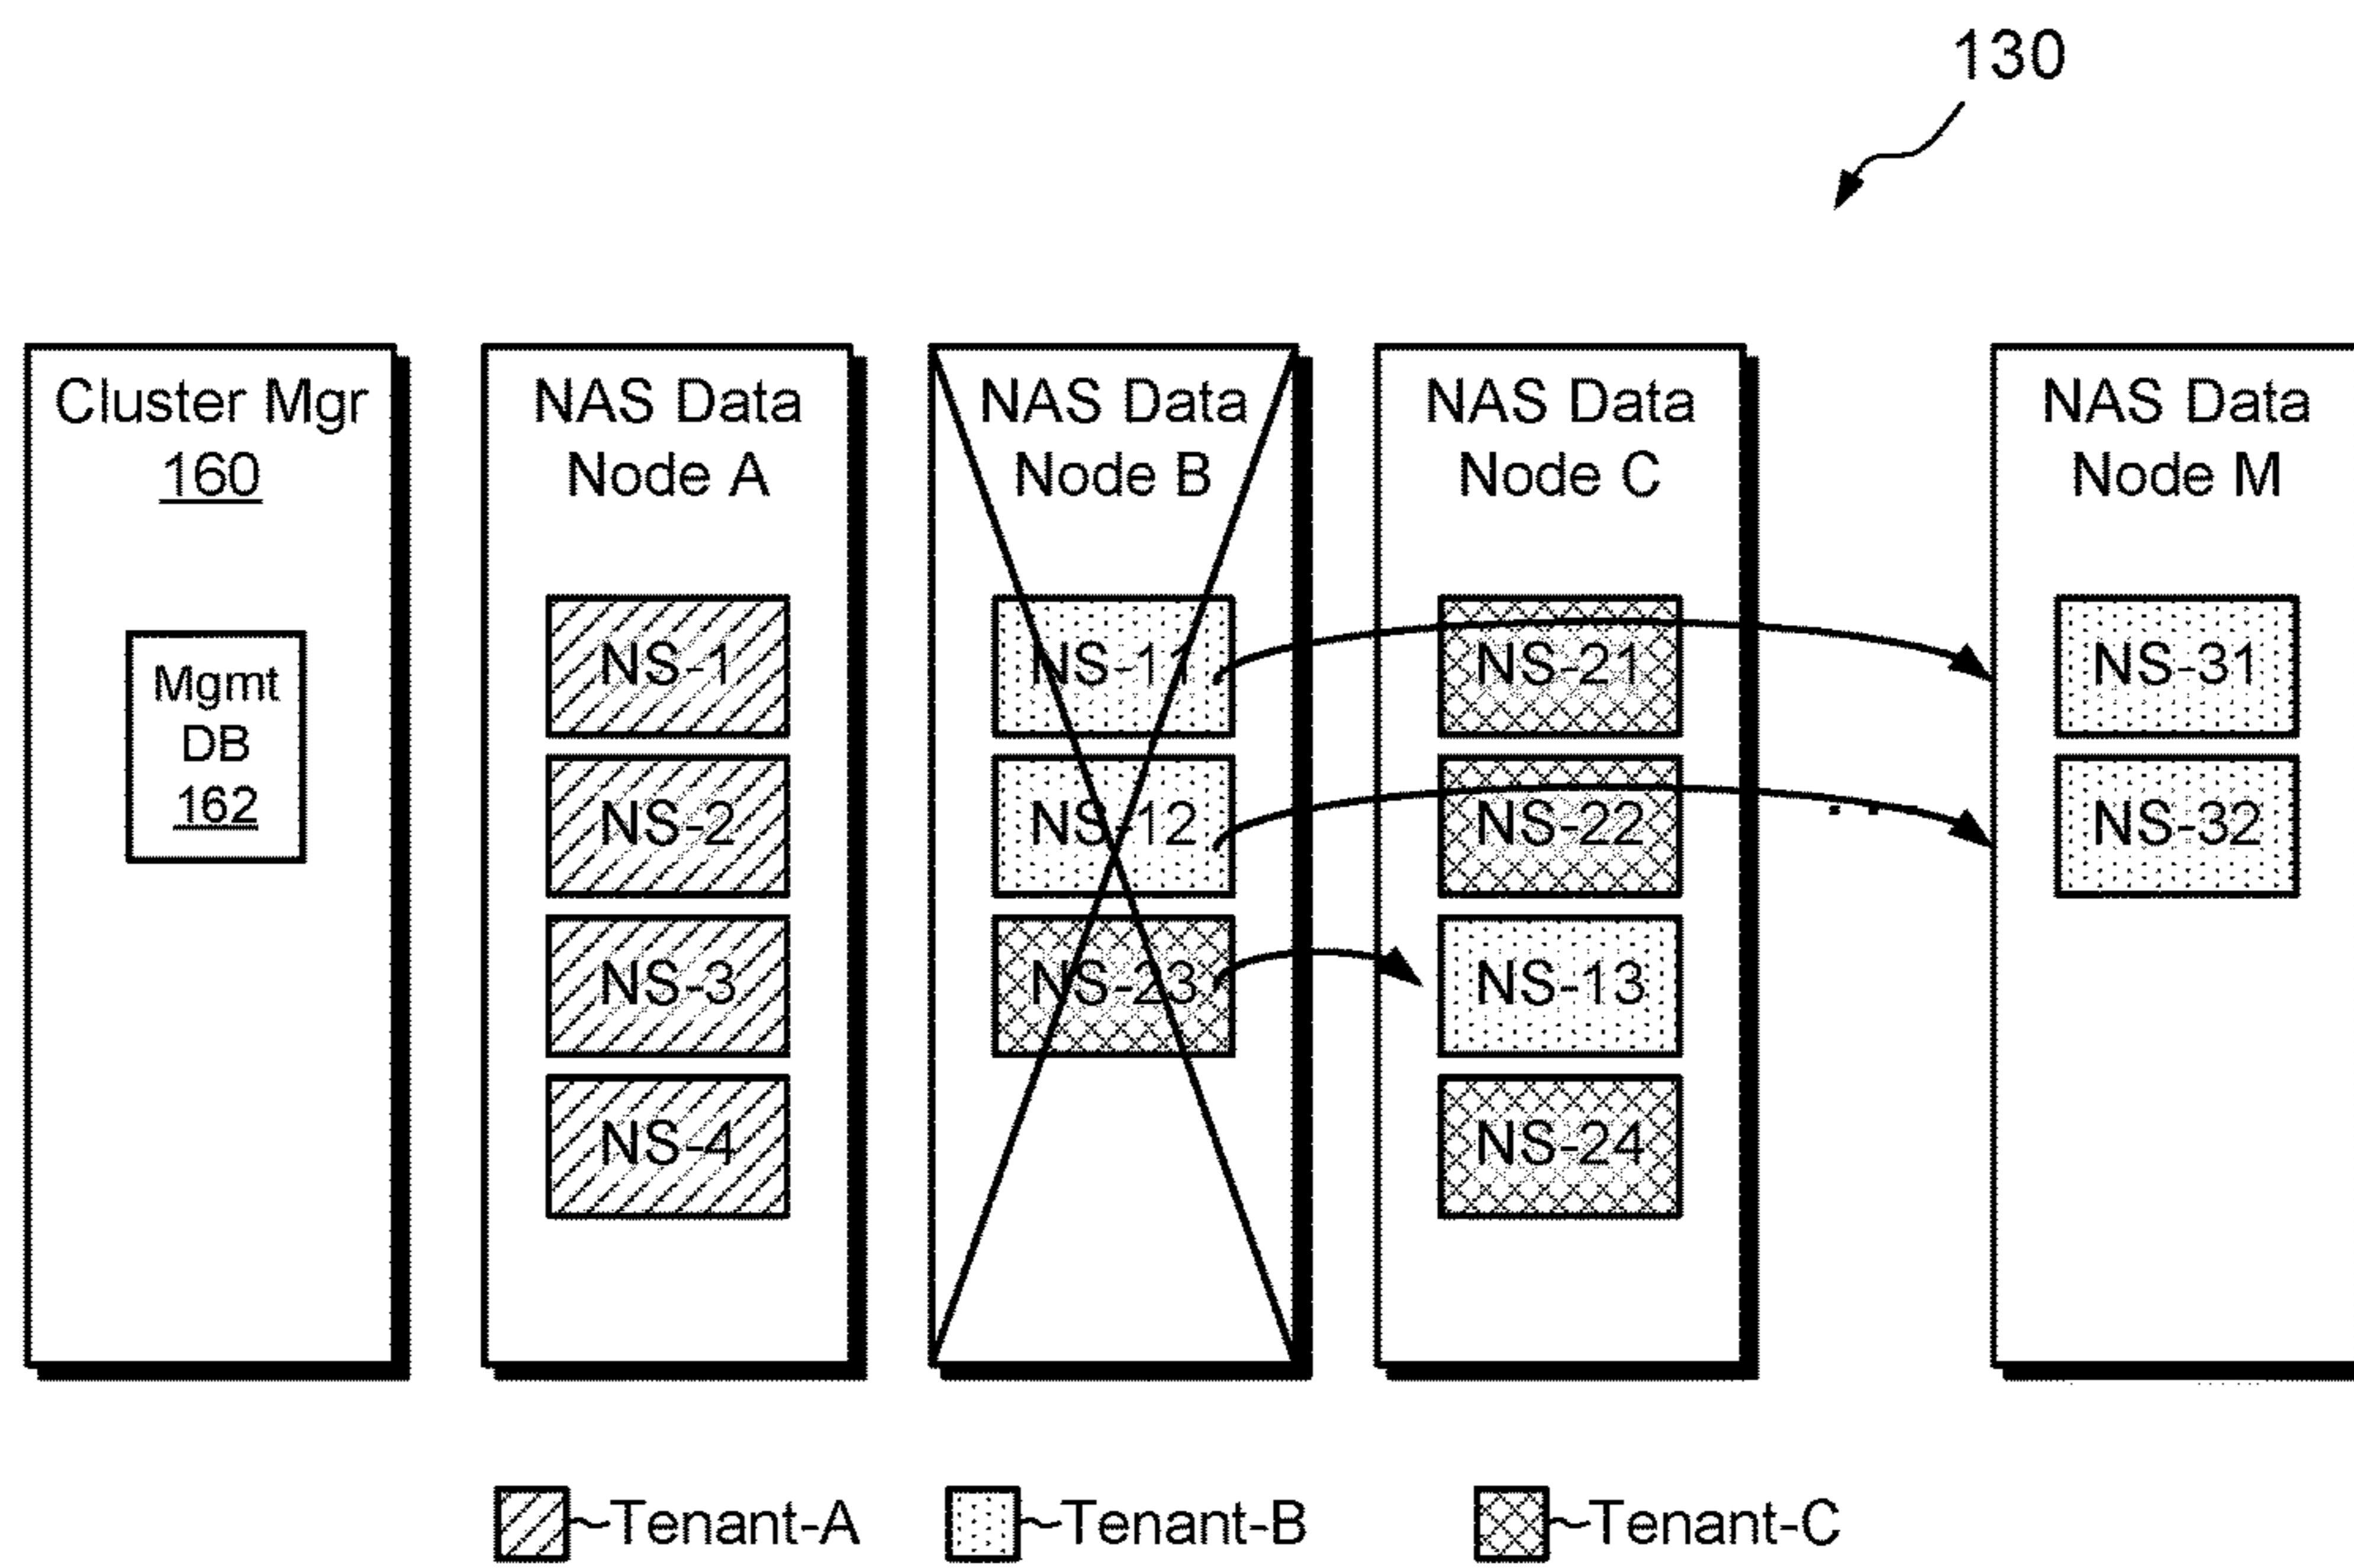 130
Cluster Mgr
160
Mgmt
DB
162
NAS Data
Node A
NS-1
NS-2
NS-3
NS-4
NAS Data
Node B
NS-11
NS-12
NS-23
NAS Data
Node C
NS-21
NS-22
NS-13
NS-24
NAS Data
Node M
NS-31
NS-32
Tenant-A
Tenant-B
Tenant-C